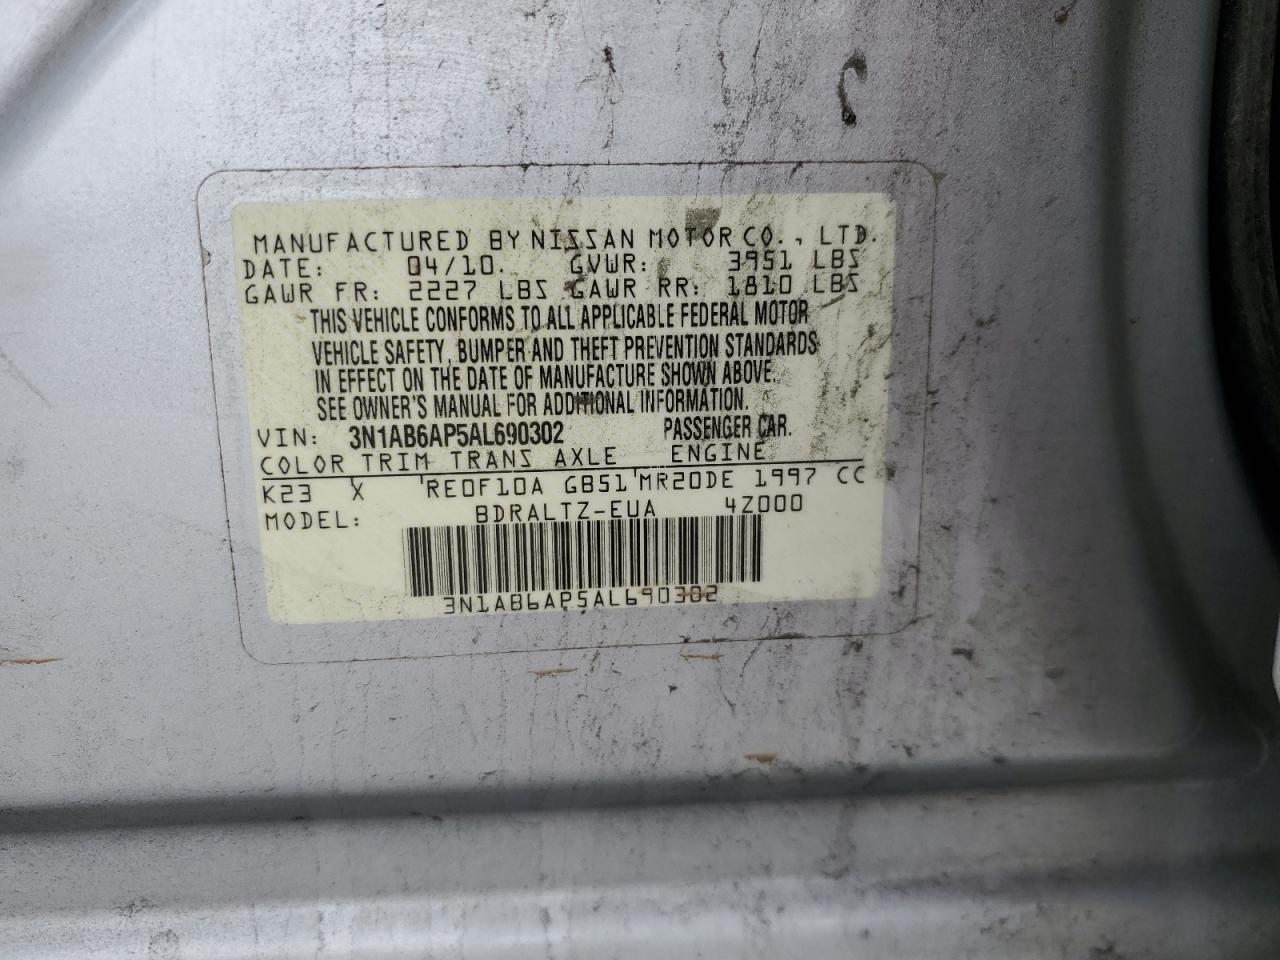 MANUFACTURED BY NISSAN MOTOR CO., LTD.
DATE: 04/10. GVWR: 3951 LBS
GAWR FR: 2227 LBS GAWR RR: 1810 LBS
THIS VEHICLE CONFORMS TO ALL APPLICABLE FEDERAL MOTOR
VEHICLE SAFETY, BUMPER AND THEFT PREVENTION STANDARDS
IN EFFECT ON THE DATE OF MANUFACTURE SHOWN ABOVE.
SEE OWNER'S MANUAL FOR ADDITIONAL INFORMATION.
VIN: 3N1AB6AP5AL690302 PASSENGER CAR.
COLOR TRIM TRANS AXLE ENGINE
K23 X RE0F10A GB51 MR20DE 1997 CC
MODEL: BDRALTZ-EUA 4Z000
3N1AB6AP5AL690302